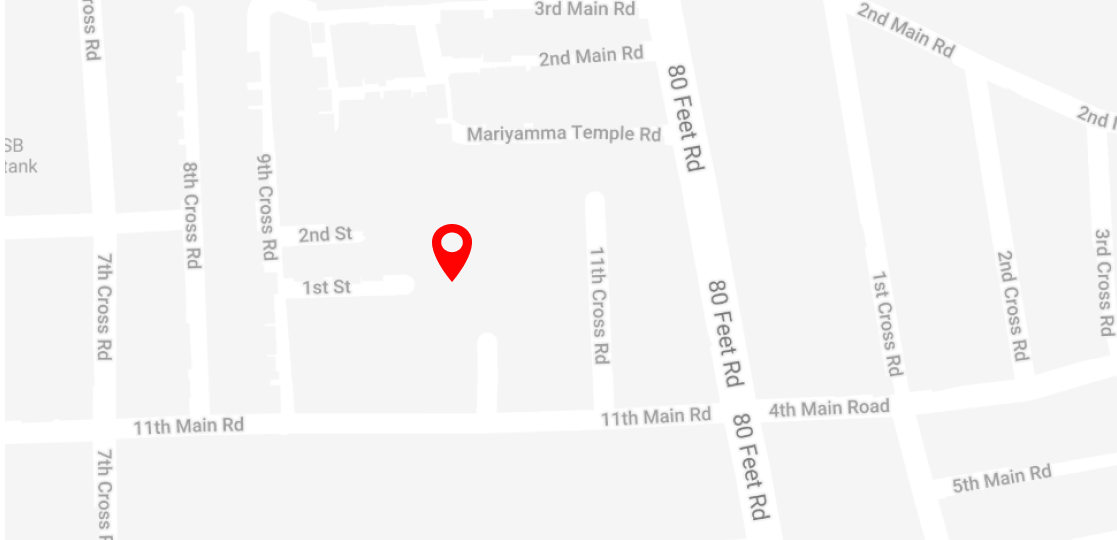 3rd Main Rd
2nd Main Rd
ross Rd
2nd Main Rd
80 Feet Rd
2nd
Mariyamma Temple Rd
SB
tank
8th Cross Rd
9th Cross Rd
2nd St
1st St
7th Cross Rd
11th Cross Rd
80 Feet Rd
1st Cross Rd
2nd Cross Rd
3rd Cross Rd
11th Main Rd
11th Main Rd
4th Main Road
80 Feet Rd
7th Cross R
5th Main Rd